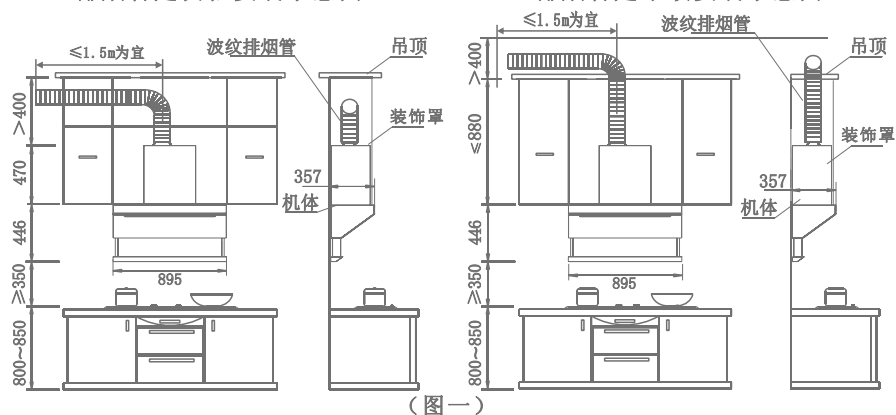 ≤1.5m为宜
波纹排烟管
吊顶
装饰罩
357
机体
>400
470
446
≥350
800~850
895
≤1.5m为宜
波纹排烟管
吊顶
装饰罩
357
机体
>400
≤880
446
≥350
800~850
895
(图一)